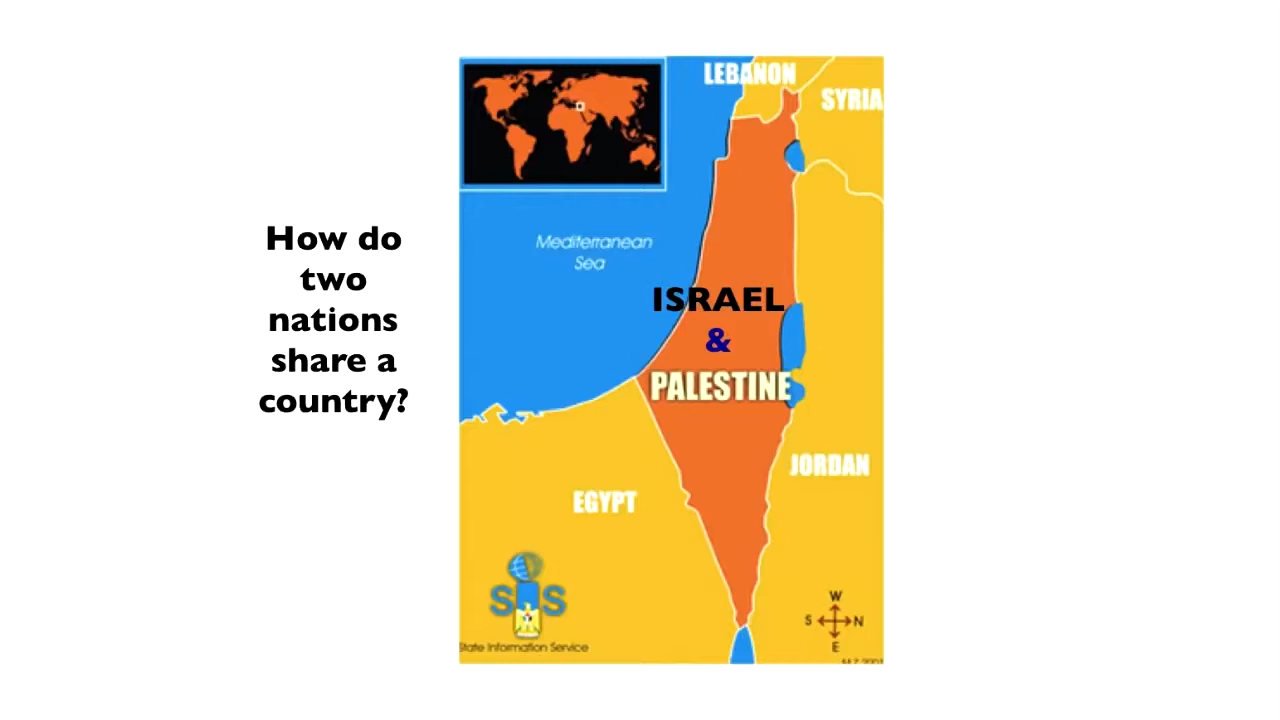 How do
two
nations
share a
country?
LEBANON
SYRIA
Mediterranean
Sea
ISRAEL
&
PALESTINE
JORDAN
EGYPT
SIS
State Information Service
W
S N
E